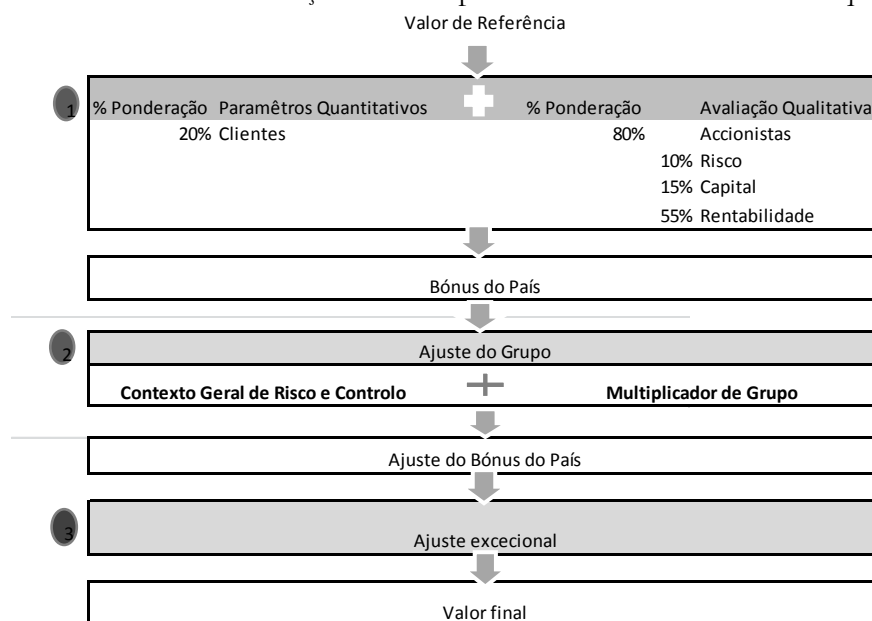 Valor de Referência
1
% Ponderação Paramêtros Quantitativos % Ponderação Avaliação Qualitativa
20% Clientes 80% Accionistas
10% Risco
15% Capital
55% Rentabilidade
Bónus do País
2
Ajuste do Grupo
Contexto Geral de Risco e Controlo + Multiplicador de Grupo
Ajuste do Bónus do País
3
Ajuste excecional
Valor final